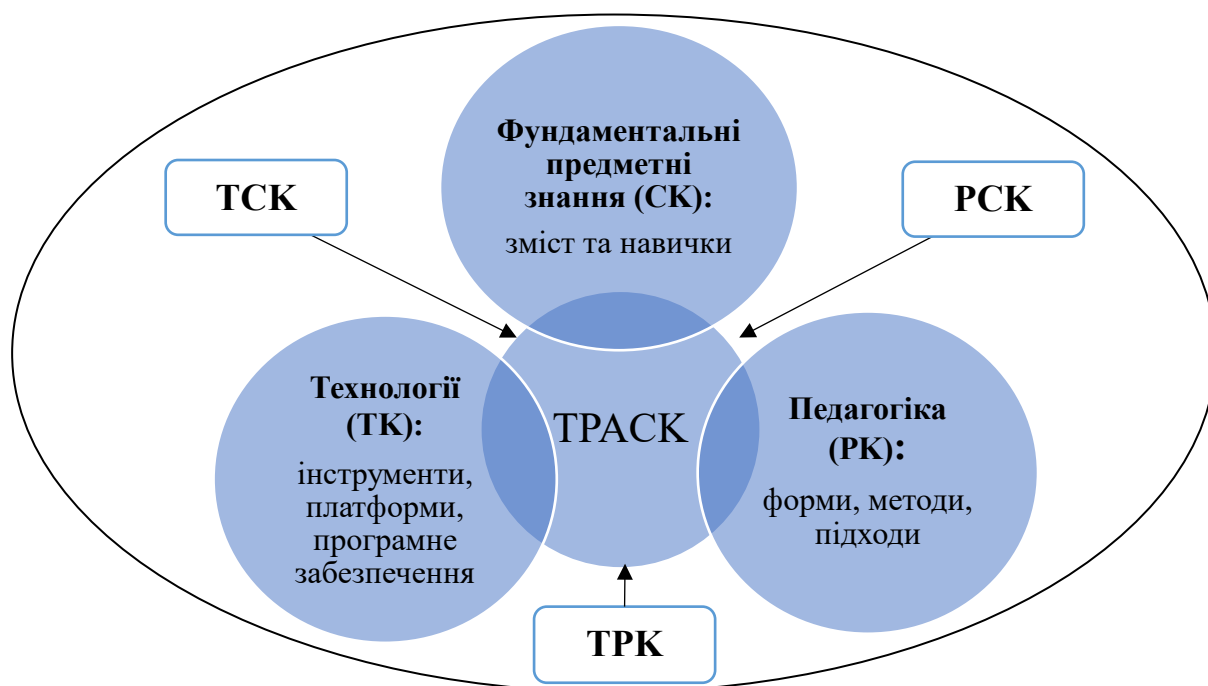 Фундаментальні
предметні
знання (СК):
зміст та навички
TCK
PCK
Технології
(TK):
інструменти,
платформи,
програмне
забезпечення
TPACK
Педагогіка
(PK):
форми, методи,
підходи
TPK